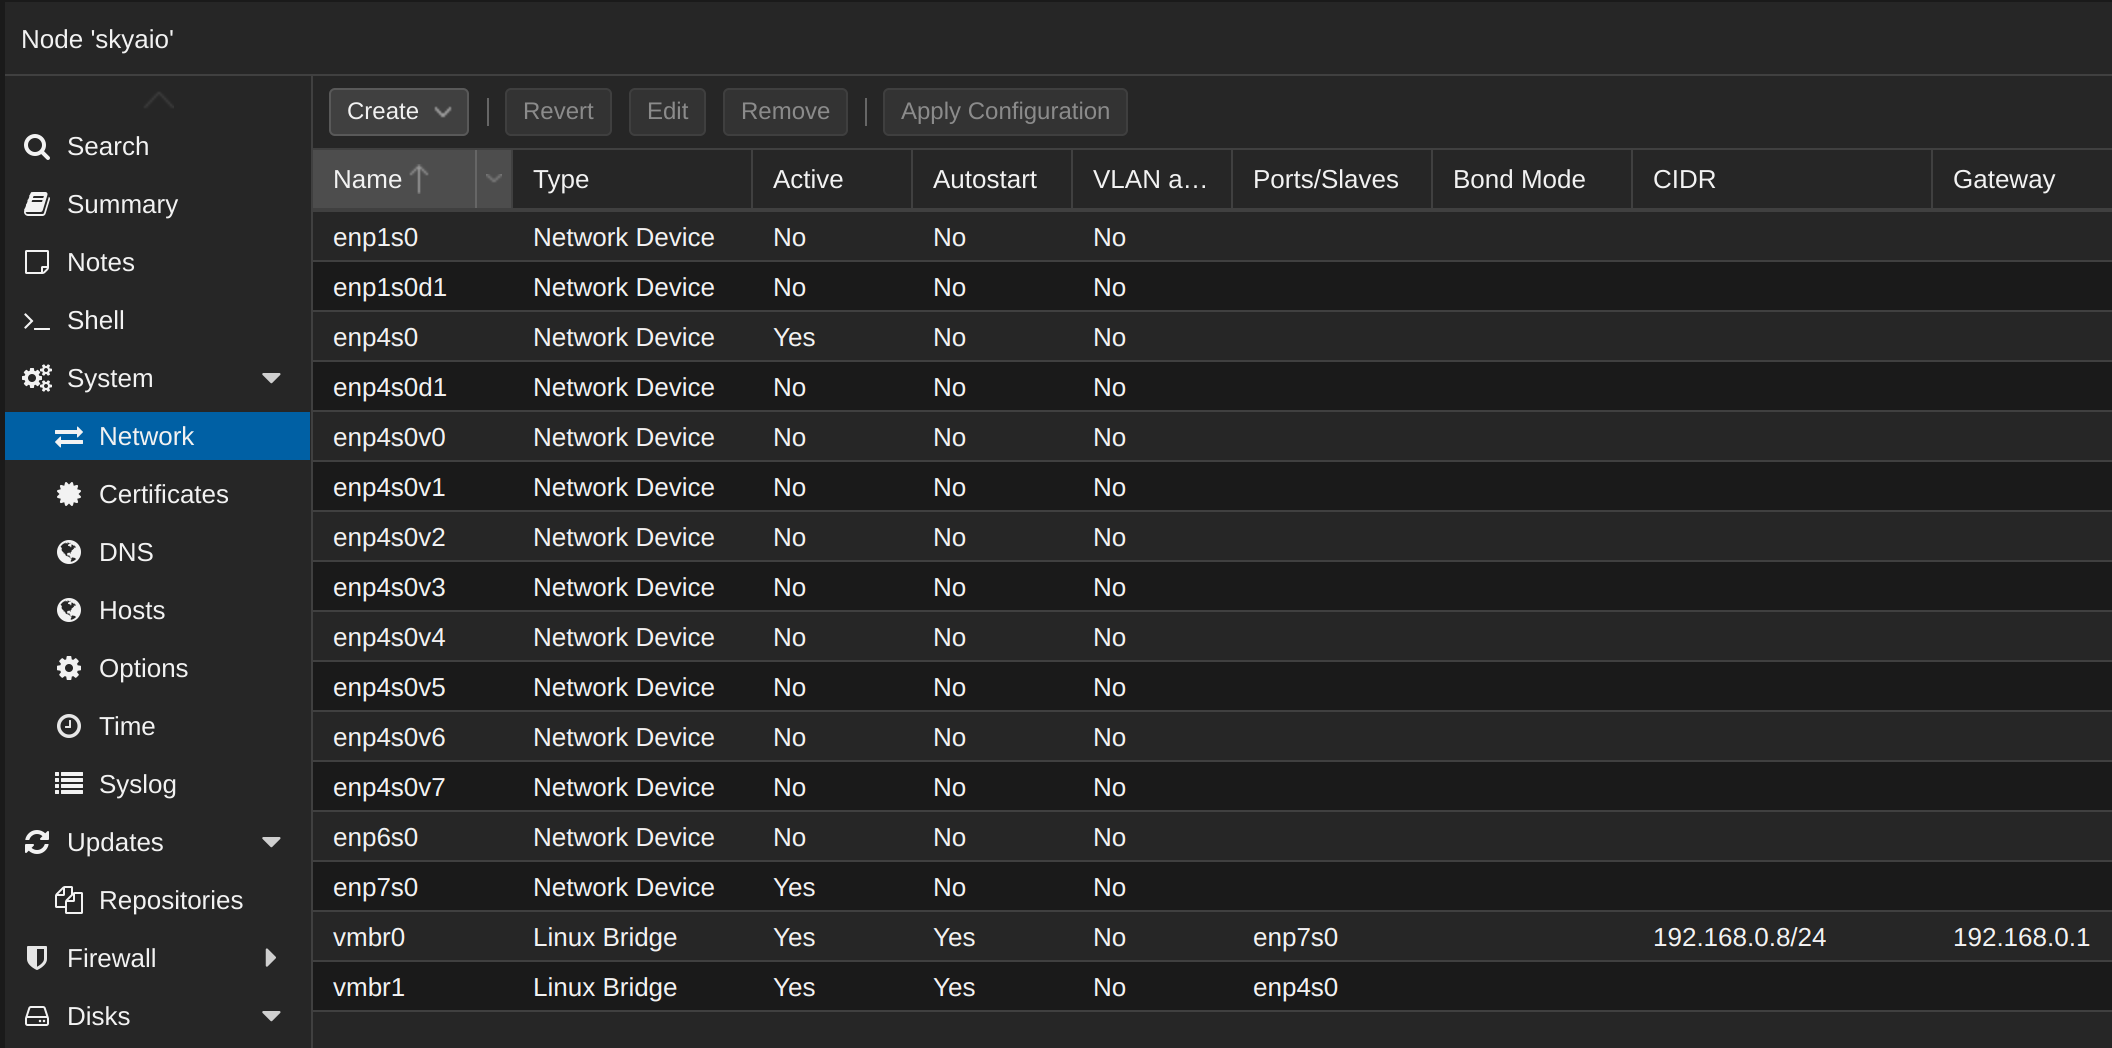 Node 'skyaio'
Search
Summary
Notes
Shell
System
Network
Certificates
DNS
Hosts
Options
Time
Syslog
Updates
Repositories
Firewall
Disks
Create Revert Edit Remove Apply Configuration
Name Type Active Autostart VLAN a... Ports/Slaves Bond Mode CIDR Gateway
enp1s0 Network Device No No No
enp1s0d1 Network Device No No No
enp4s0 Network Device Yes No No
enp4s0d1 Network Device No No No
enp4s0v0 Network Device No No No
enp4s0v1 Network Device No No No
enp4s0v2 Network Device No No No
enp4s0v3 Network Device No No No
enp4s0v4 Network Device No No No
enp4s0v5 Network Device No No No
enp4s0v6 Network Device No No No
enp4s0v7 Network Device No No No
enp6s0 Network Device No No No
enp7s0 Network Device Yes No No
vmbr0 Linux Bridge Yes Yes No enp7s0 192.168.0.8/24 192.168.0.1
vmbr1 Linux Bridge Yes Yes No enp4s0